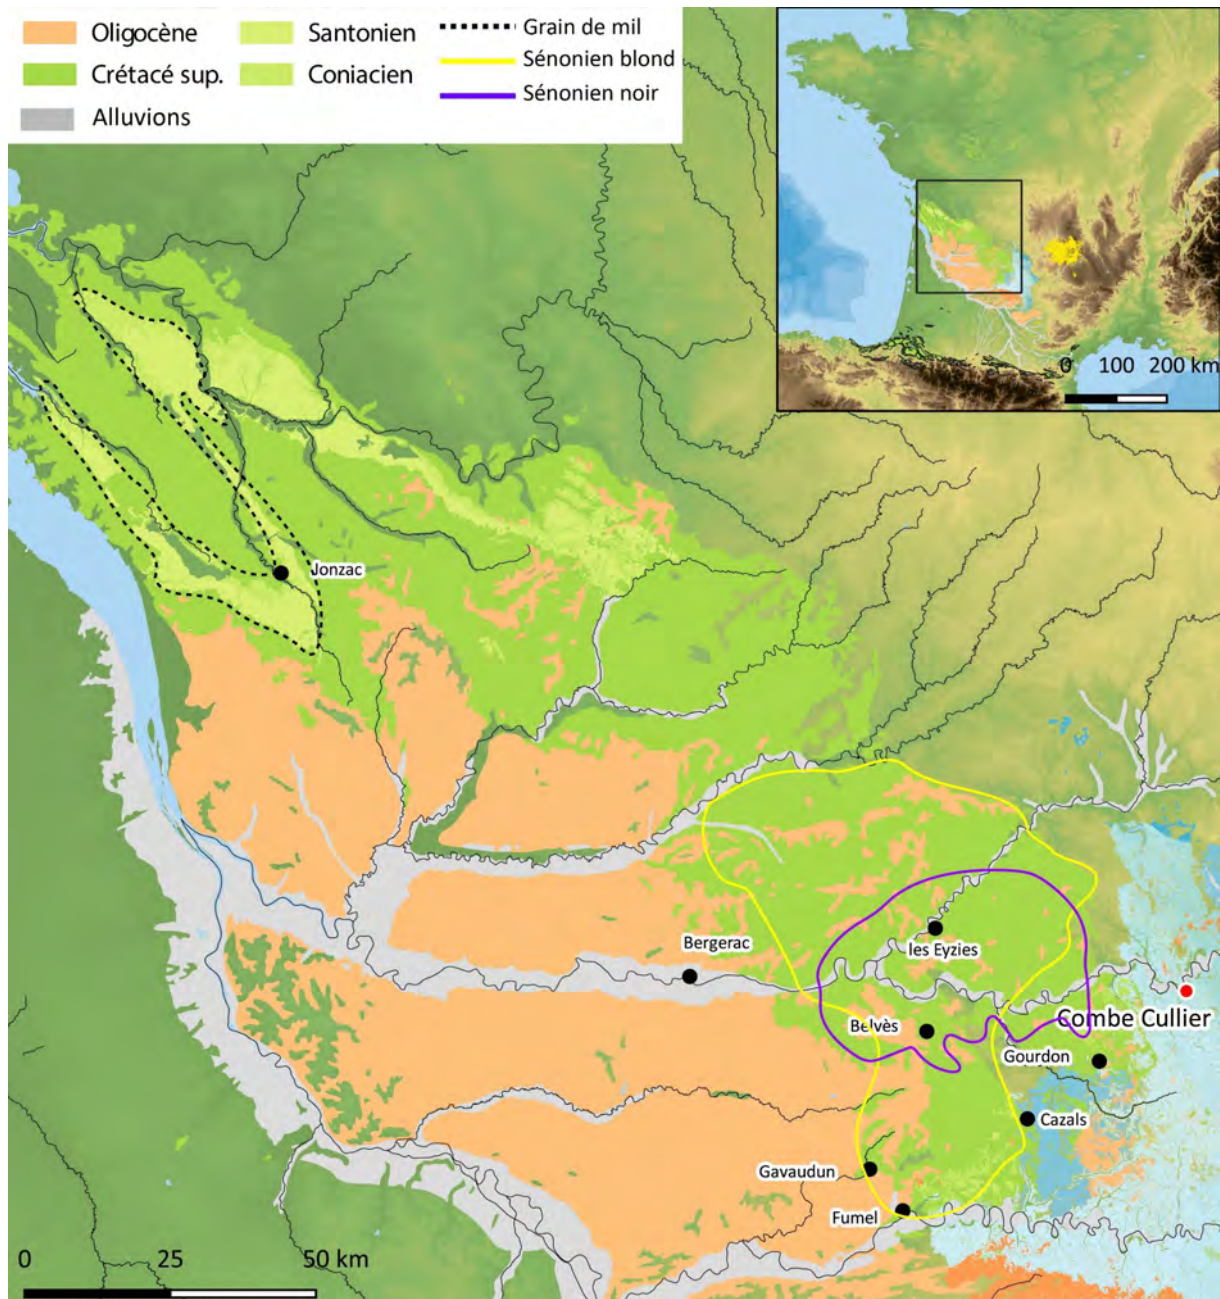 Oligocène
Santonien
Grain de mil
Crétacé sup.
Coniacien
Sénonien blond
Alluvions
Sénonien noir
0 100 200 km
Jonzac
Bergerac
les Eyzies
Combe Cullier
Belvès
Gourdon
Cazals
Gavaudun
Fumel
0 25 50 km